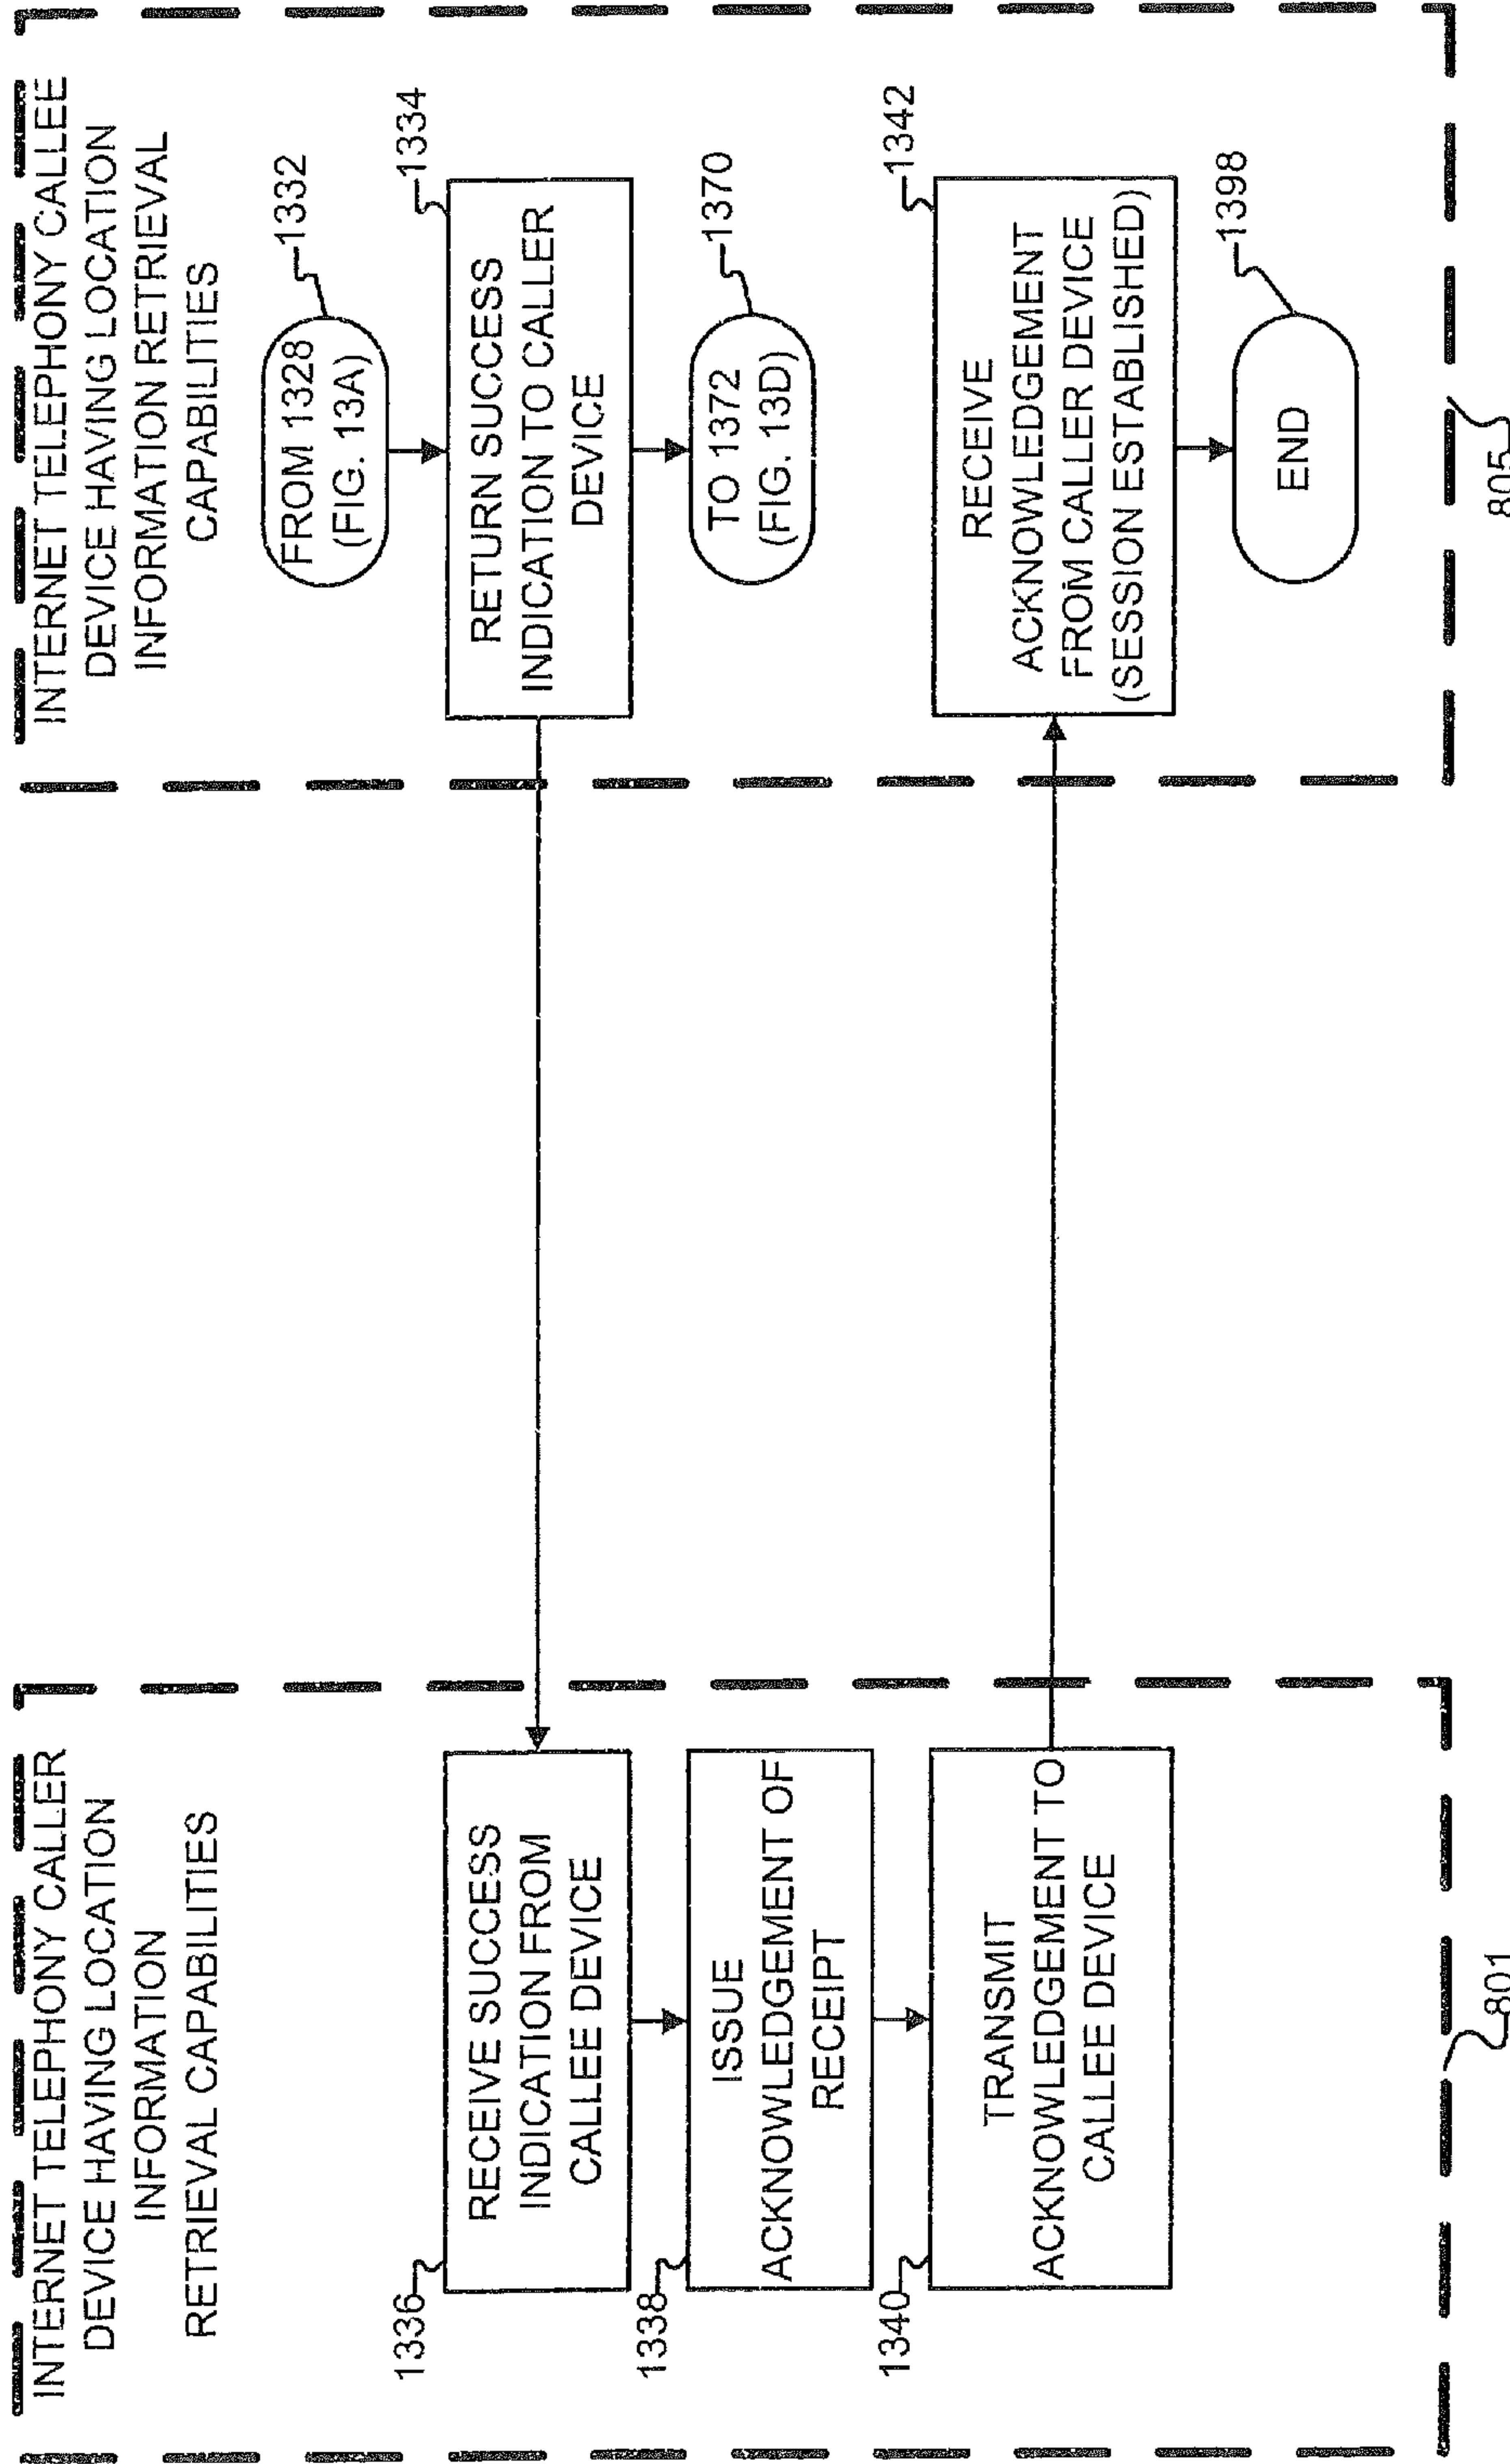 INTERNET TELEPHONY CALLER
DEVICE HAVING LOCATION
INFORMATION
RETRIEVAL CAPABILITIES
1336
RECEIVE SUCCESS
INDICATION FROM
CALLEE DEVICE
1338
ISSUE
ACKNOWLEDGEMENT OF
RECEIPT
1340
TRANSMIT
ACKNOWLEDGEMENT TO
CALLEE DEVICE
801
INTERNET TELEPHONY CALLEE
DEVICE HAVING LOCATION
INFORMATION RETRIEVAL
CAPABILITIES
FROM 1328
(FIG. 13A)
1332
RETURN SUCCESS
INDICATION TO CALLER
DEVICE
1334
TO 1372
(FIG. 13D)
1370
RECEIVE
ACKNOWLEDGMENT
FROM CALLER DEVICE
(SESSION ESTABLISHED)
1342
END
1398
805